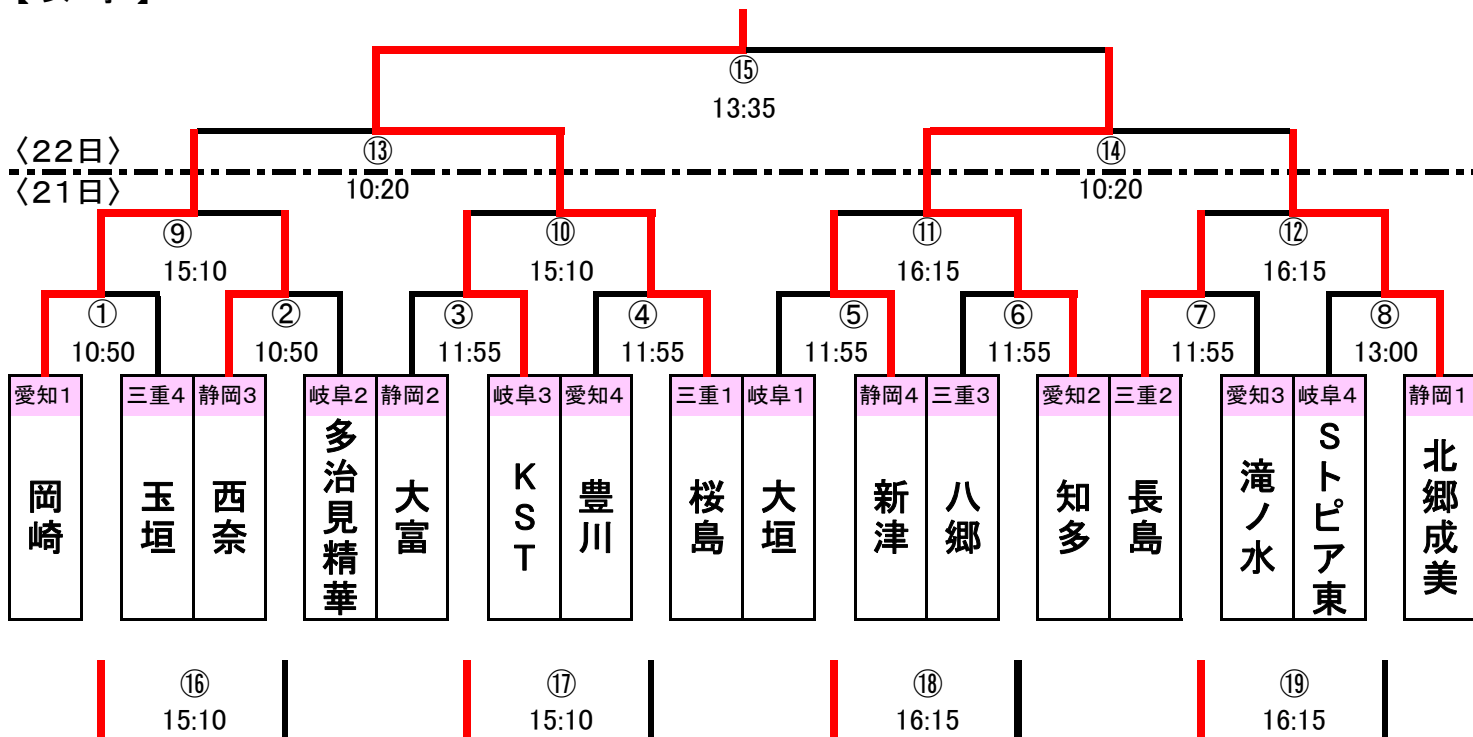 ⑮
13:35
〈22日〉
⑬
⑭
〈21日〉
10:20
10:20
⑨
⑩
⑪
⑫
15:10
15:10
16:15
16:15
①
②
③
④
⑤
⑥
⑦
⑧
10:50
10:50
11:55
11:55
11:55
11:55
11:55
13:00
愛知1
三重4
静岡3
岐阜2
静岡2
岐阜3
愛知4
三重1
岐阜1
静岡4
三重3
愛知2
三重2
愛知3
岐阜4
静岡1
岡崎
玉垣
西奈
多治見精華
大富
KST
豊川
桜島
大垣
新津
八郷
知多
長島
滝ノ水
Sトピア東
北郷成美
⑯
⑰
⑱
⑲
15:10
15:10
16:15
16:15